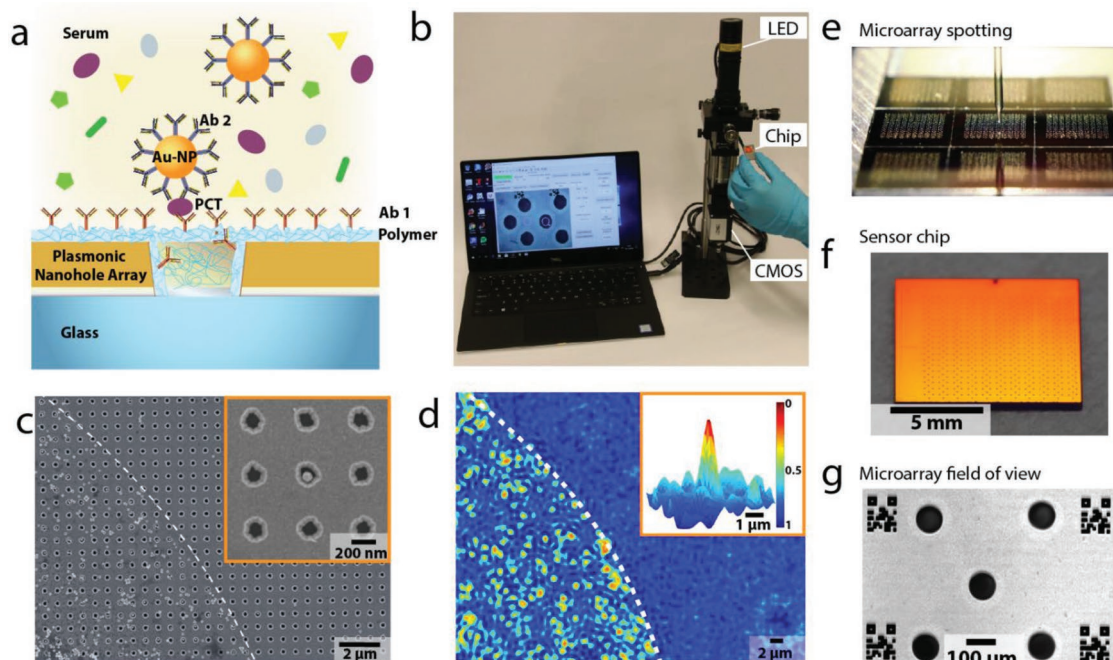 a
Serum
Ab 2
Au-NP
PCT
Ab 1
Polymer
Plasmonic
Nanohole Array
Glass
b
LED
Chip
CMOS
c
200 nm
2 µm
d
0
0.5
1
1 µm
2 µm
e
Microarray spotting
f
Sensor chip
5 mm
g
Microarray field of view
100 µm